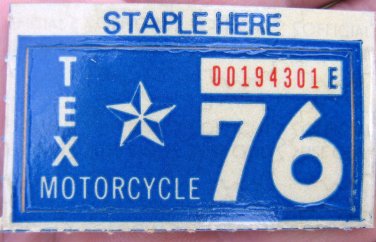 STAPLE HERE
TEX
00194301 E
76
MOTORCYCLE